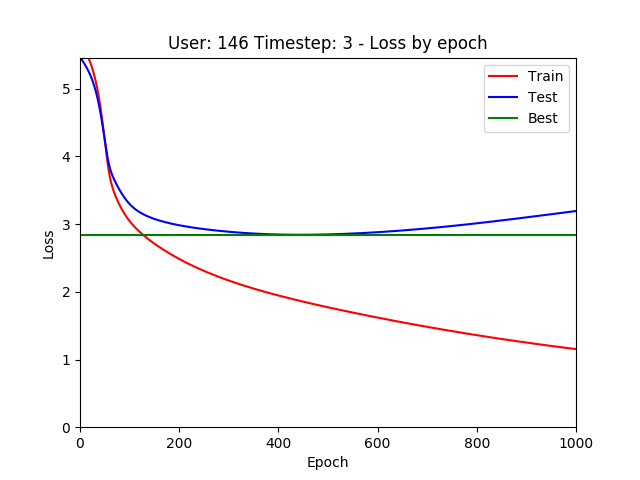 User: 146 Timestep: 3 - Loss by epoch
Train
Test
Best
5
4
3
2
1
0
Loss
0 200 400 600 800 1000
Epoch